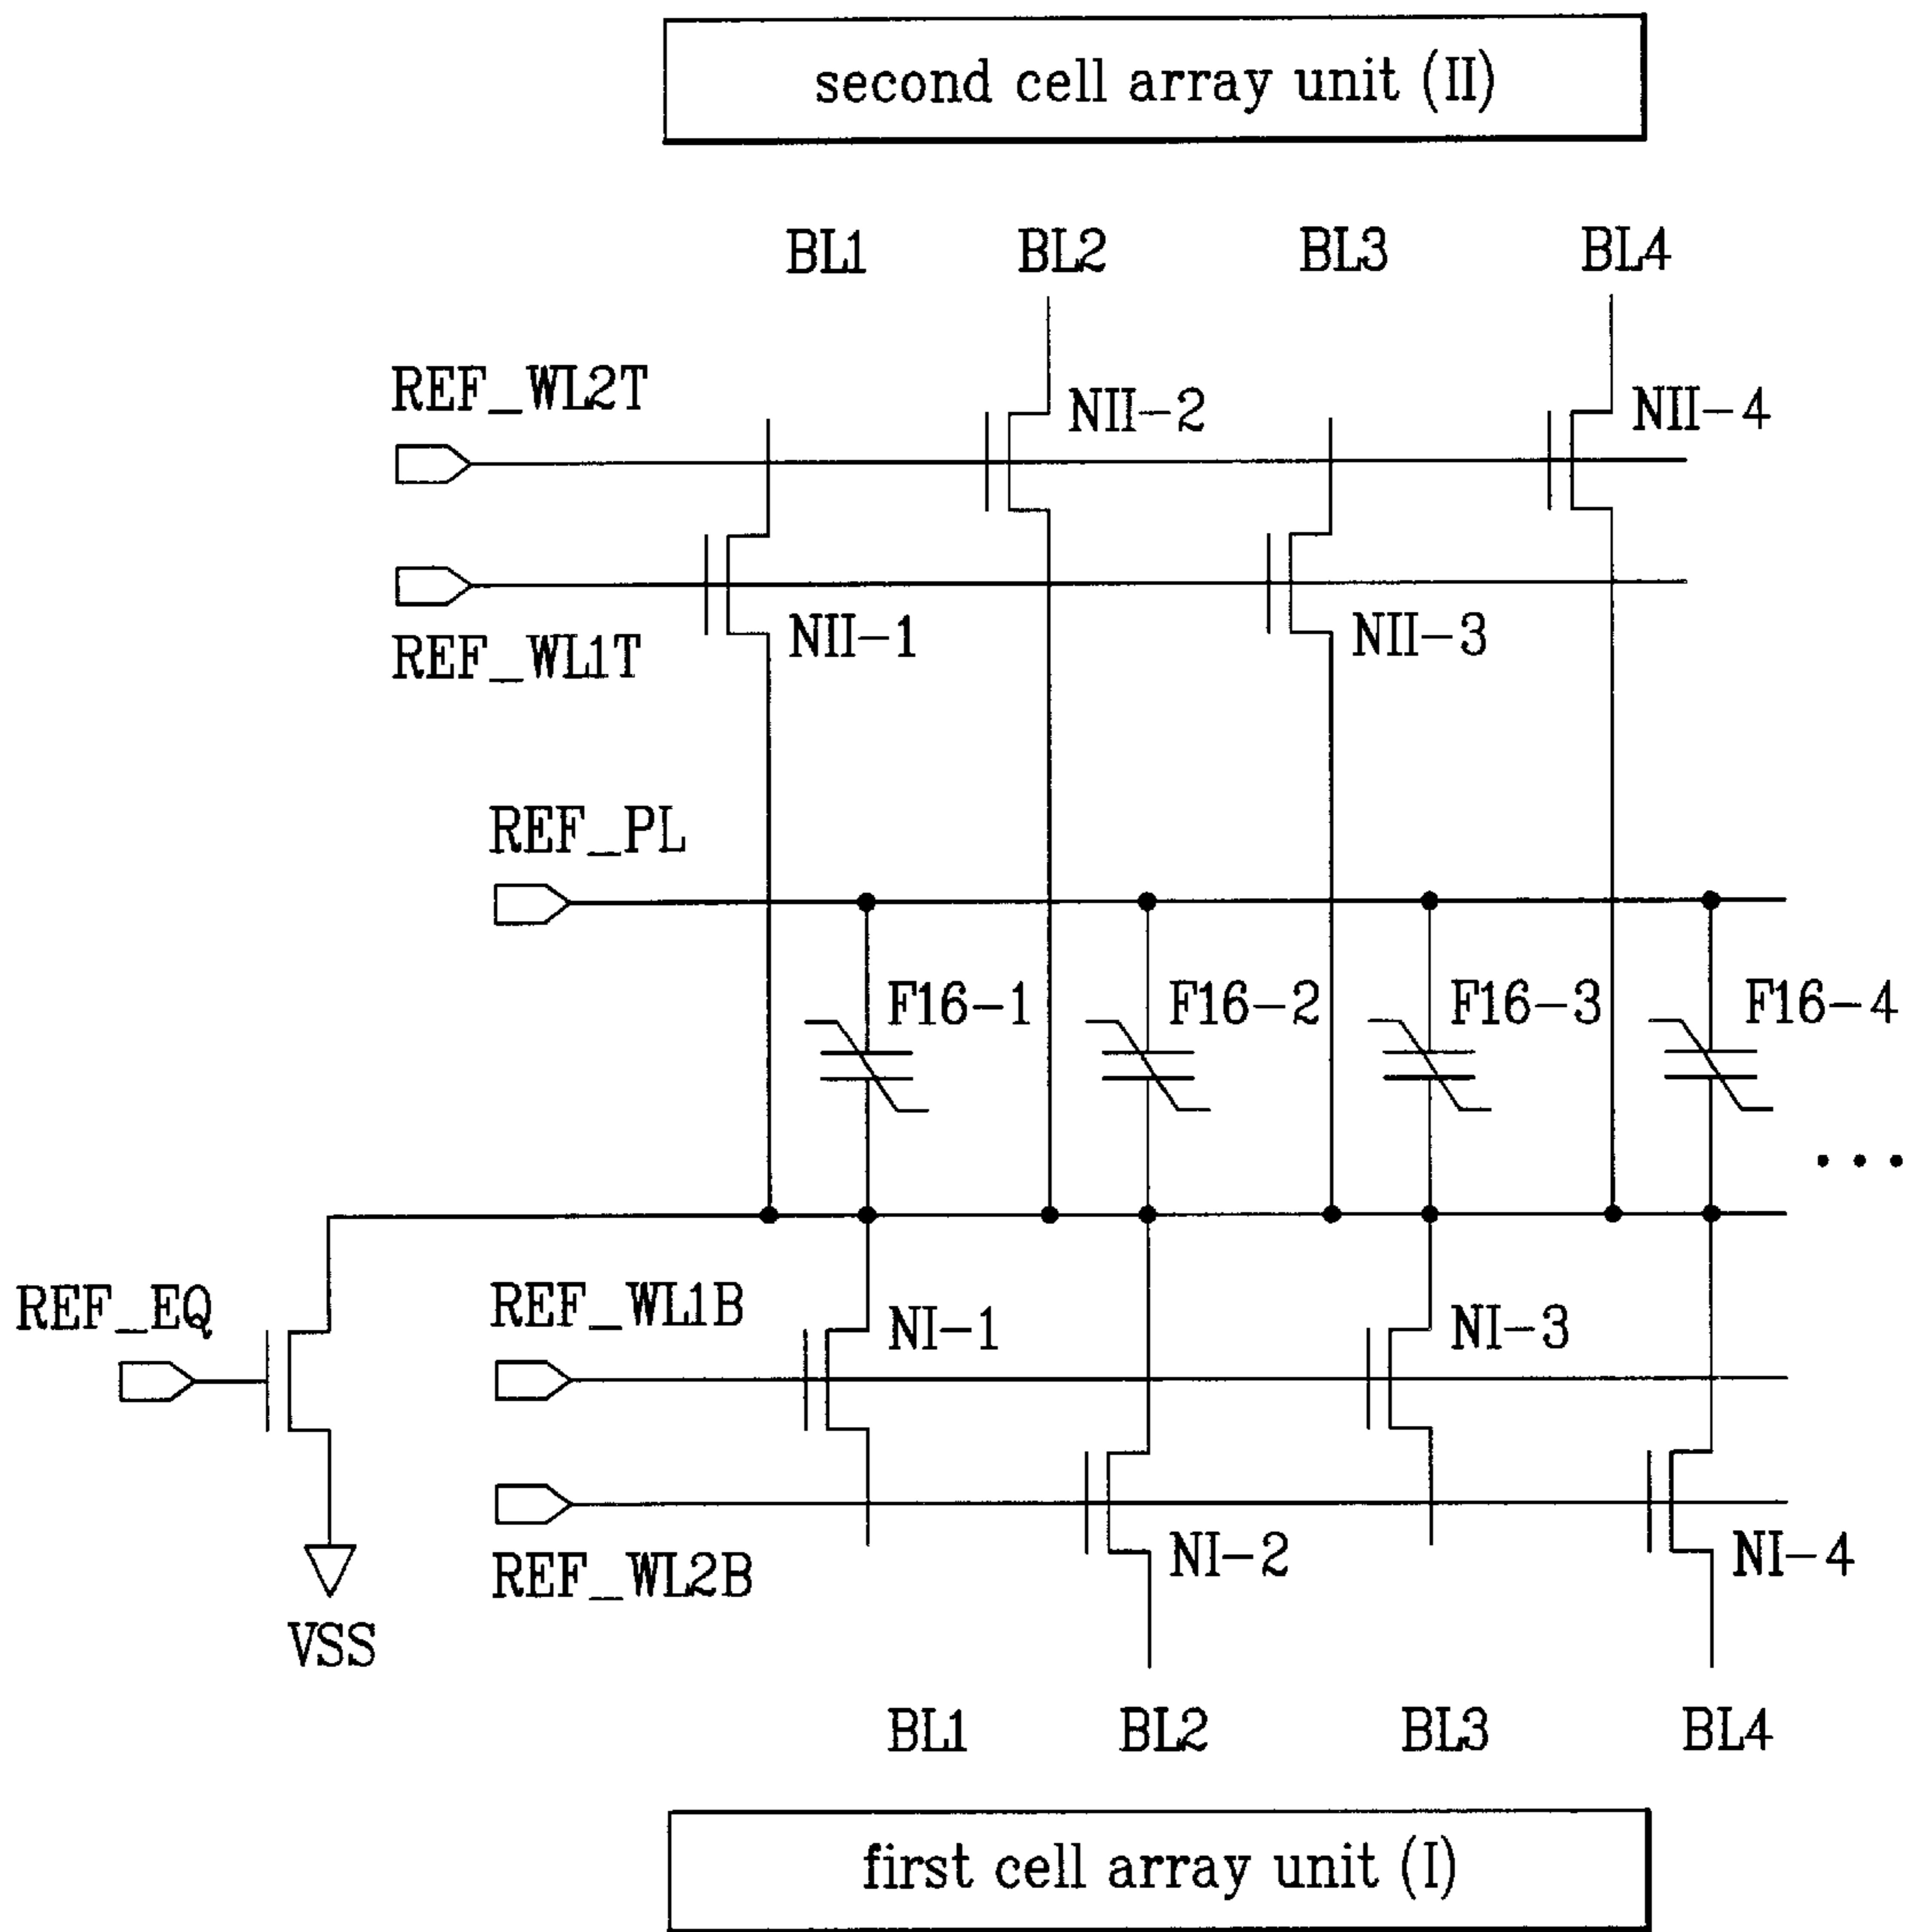 second cell array unit (II)
BL1 BL2 BL3 BL4
REF_WL2T
NII-2 NII-4
REF_WL1T
NII-1 NII-3
REF_PL
F16-1 F16-2 F16-3 F16-4
...
REF_EQ
REF_WL1B
NI-1 NI-3
REF_WL2B
NI-2 NI-4
VSS
BL1 BL2 BL3 BL4
first cell array unit (I)